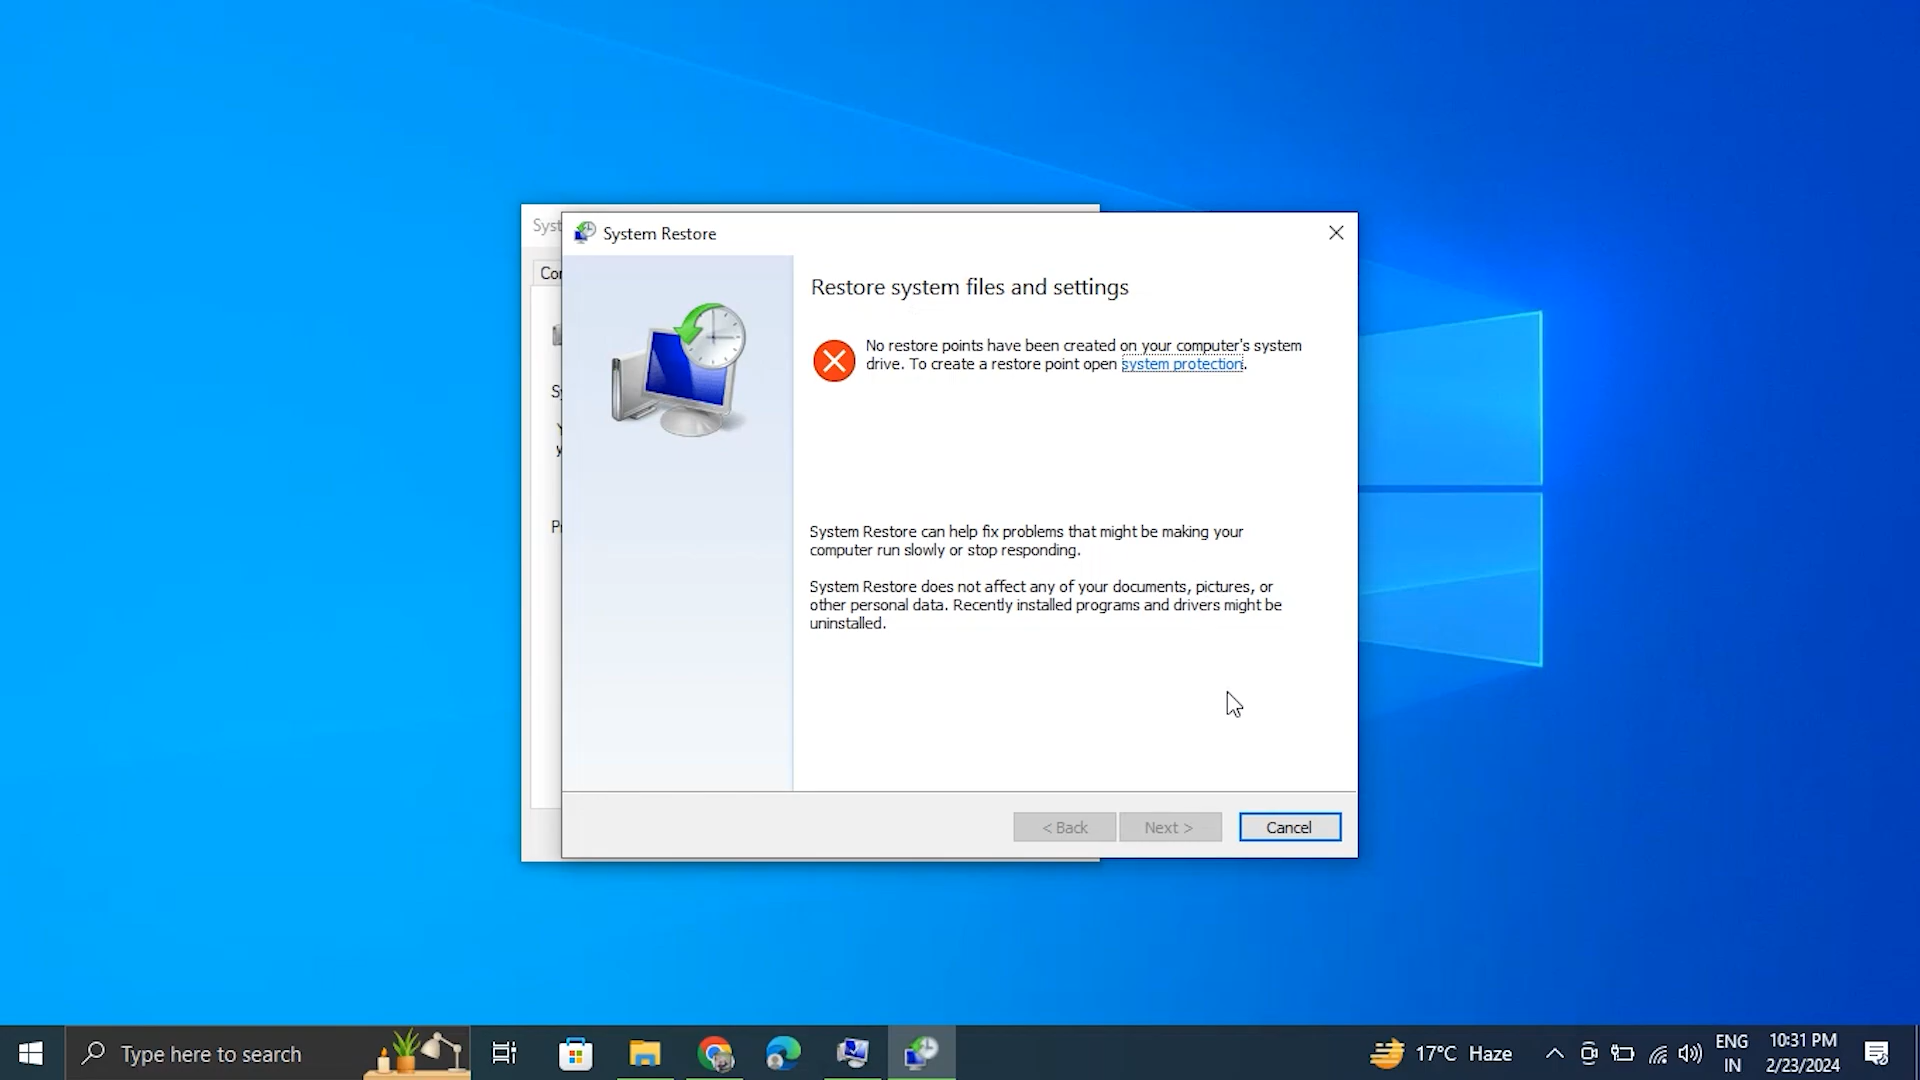 Syst
System Restore
Co
Restore system files and settings
No restore points have been created on your computer's system
drive. To create a restore point open system protection.
S
y
P
System Restore can help fix problems that might be making your
computer run slowly or stop responding.
System Restore does not affect any of your documents, pictures, or
other personal data. Recently installed programs and drivers might be
uninstalled.
< Back
Next >
Cancel
Type here to search
17°C Haze
ENG
IN
10:31 PM
2/23/2024